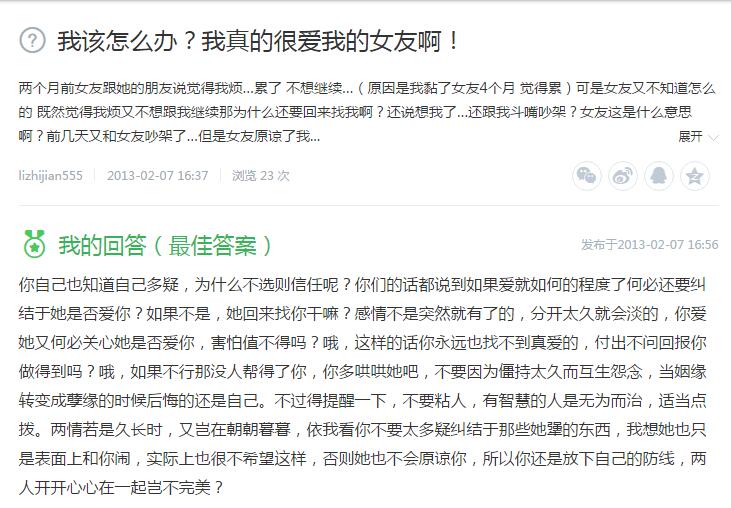 我该怎么办？我真的很爱我的女友啊！
两个月前女友跟她的朋友说觉得我烦...累了 不想继续...（原因是我黏了女友4个月 觉得累）可是女友又不知道怎么
的 既然觉得我烦又不想跟我继续那为什么还要回来找我啊？还说想我了...还跟我斗嘴吵架？女友这是什么意思
啊？前几天又和女友吵架了...但是女友原谅了我... 展开
lizhijian555 2013-02-07 16:37 浏览 23 次
我的回答（最佳答案） 发布于2013-02-07 16:56
你自己也知道自己多疑，为什么不选则信任呢？你们的话都说到如果爱就如何的程度了何必还要纠
结于她是否爱你？如果不是，她回来找你干嘛？感情不是突然就有了的，分开太久就会淡的，你爱
她又何必关心她是否爱你，害怕值不得吗？哦，这样的话你永远也找不到真爱的，付出不问回报你
做得到吗？哦，如果不行那没人帮得了你，你多哄哄她吧，不要因为僵持太久而互生怨念，当姻缘
转变成孽缘的时候后悔的还是自己。不过得提醒一下，不要粘人，有智慧的人是无为而治，适当点
拨。两情若是久长时，又岂在朝朝暮暮，依我看你不要太多疑纠结于那些她犟的东西，我想她也只
是表面上和你闹，实际上也很不希望这样，否则她也不会原谅你，所以你还是放下自己的防线，两
人开开心心在一起岂不完美？